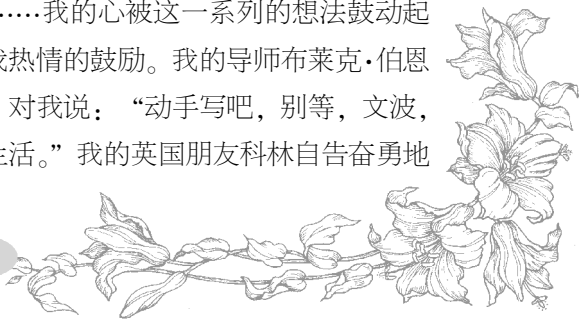 ……我的心被这一系列的想法鼓动起
热情的鼓励。我的导师布莱克·伯恩
对我说：“动手写吧，别等，文波，
活。”我的英国朋友科林自告奋勇地